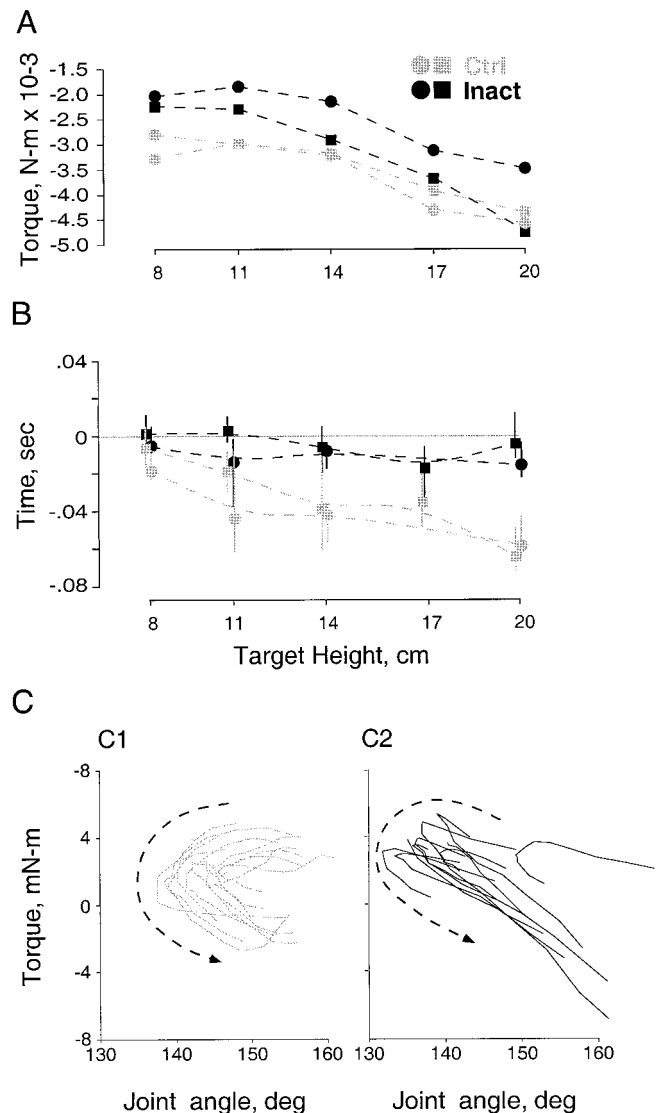 A
Torque, N-m x 10-3
-1.5
-2.0
-2.5
-3.0
-3.5
-4.0
-4.5
-5.0
Ctrl
Inact
8 11 14 17 20
B
Time, sec
.04
0
-.04
-.08
8 11 14 17 20
Target Height, cm
C
C1
C2
Torque, mN-m
-8
4
0
-4
-8
130 140 150 160
130 140 150 160
Joint angle, deg
Joint angle, deg